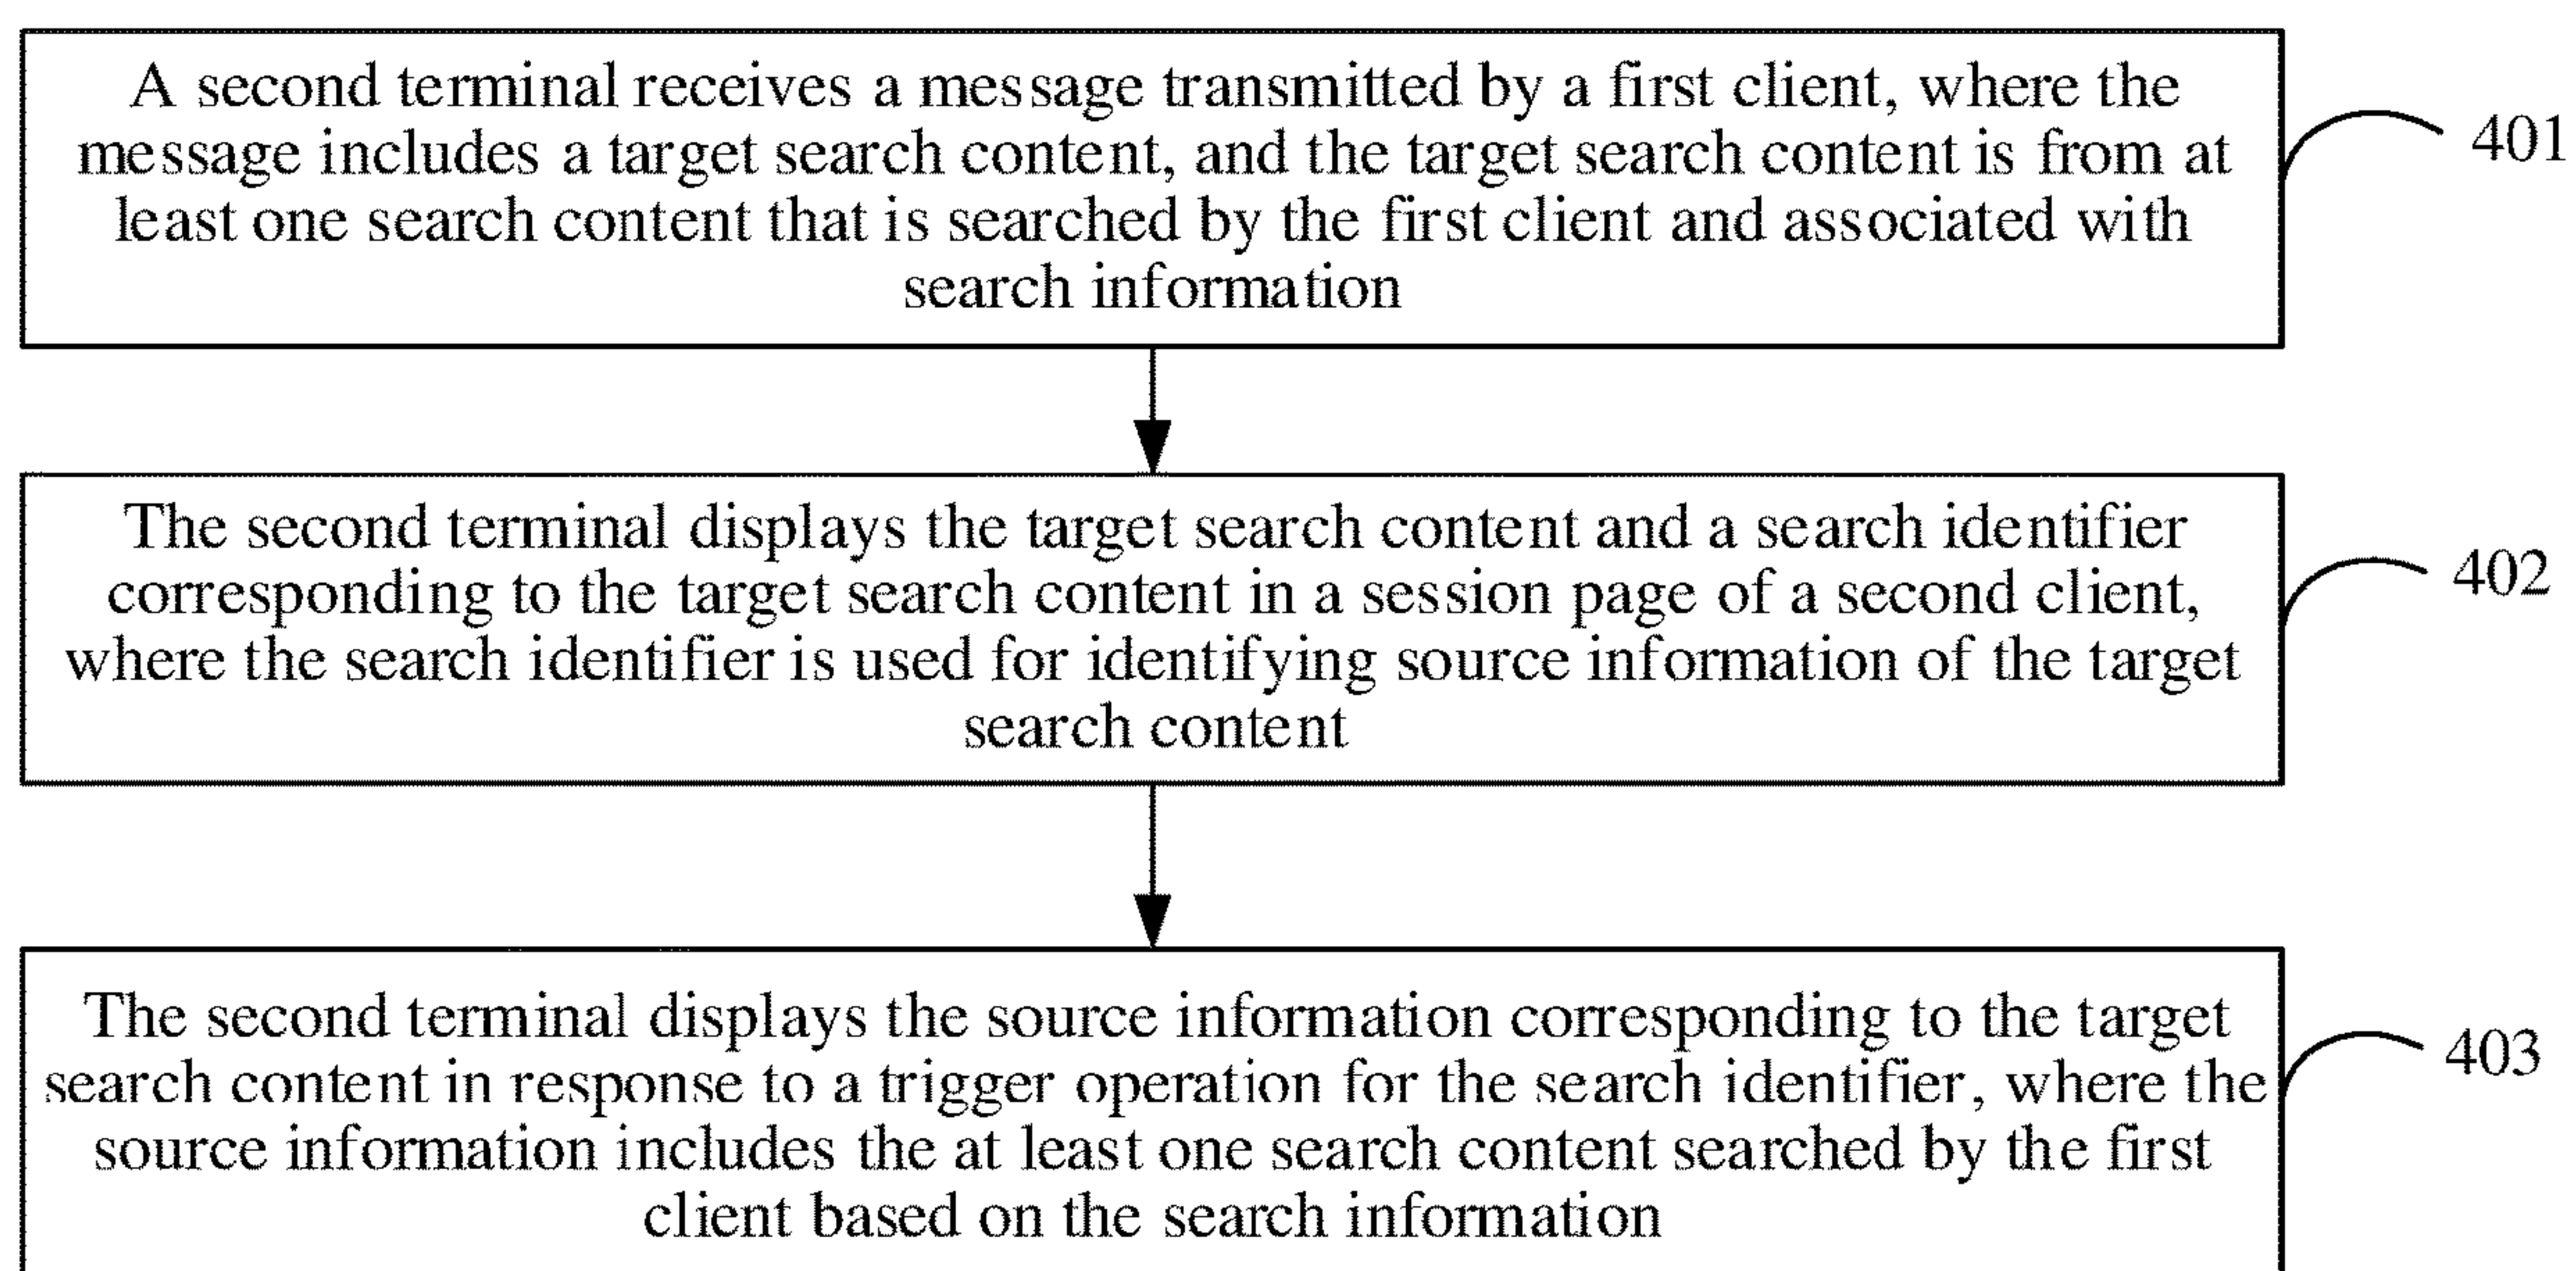 A second terminal receives a message transmitted by a first client, where the
message includes a target search content, and the target search content is from at
least one search content that is searched by the first client and associated with
search information
401
The second terminal displays the target search content and a search identifier
corresponding to the target search content in a session page of a second client,
where the search identifier is used for identifying source information of the target
search content
402
The second terminal displays the source information corresponding to the target
search content in response to a trigger operation for the search identifier, where the
source information includes the at least one search content searched by the first
client based on the search information
403